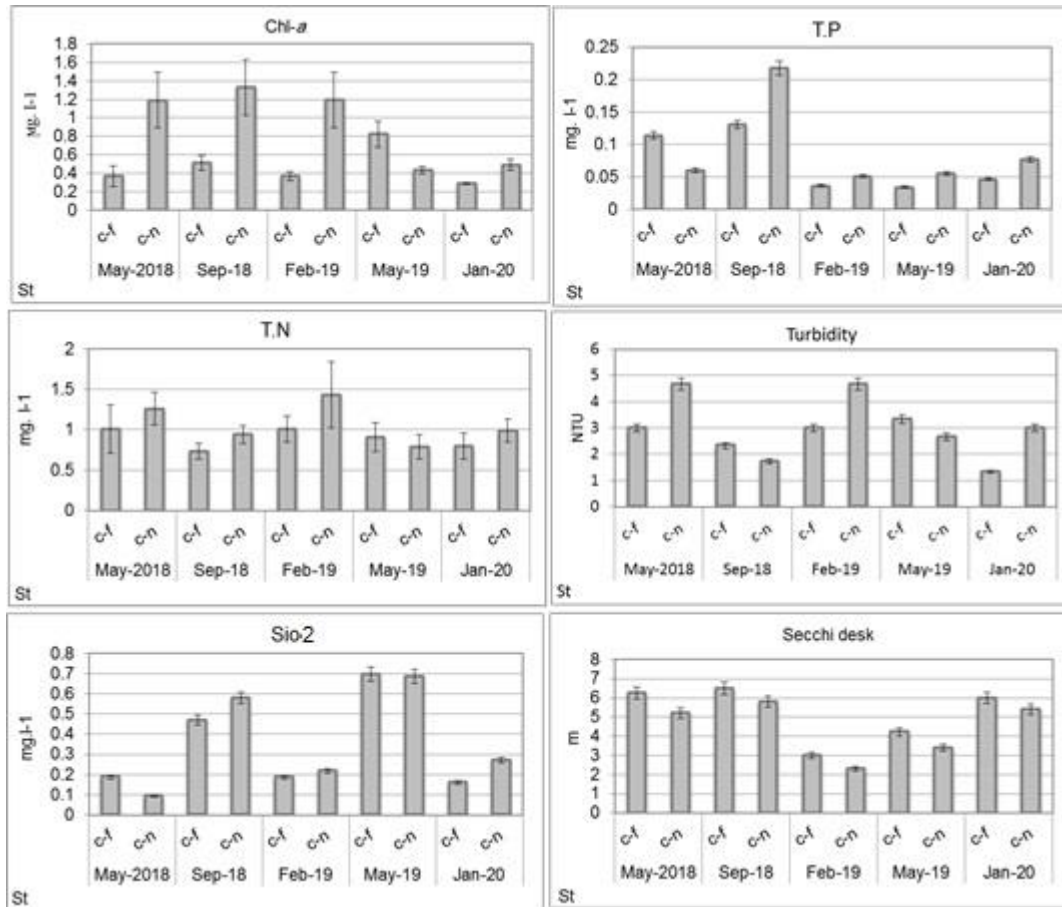 Chl-a
Mg. l-1
1.8
1.6
1.4
1.2
1
0.8
0.6
0.4
0.2
0
c-f c-n c-f c-n c-f c-n c-f c-n c-f c-n
May-2018 Sep-18 Feb-19 May-19 Jan-20
St
T.P
mg. l-1
0.25
0.2
0.15
0.1
0.05
0
c-f c-n c-f c-n c-f c-n c-f c-n c-f c-n
May-2018 Sep-18 Feb-19 May-19 Jan-20
St
T.N
mg. l-1
2
1.5
1
0.5
0
c-f c-n c-f c-n c-f c-n c-f c-n c-f c-n
May-2018 Sep-18 Feb-19 May-19 Jan-20
St
Turbidity
NTU
6
5
4
3
2
1
0
c-f c-n c-f c-n c-f c-n c-f c-n c-f c-n
May-2018 Sep-18 Feb-19 May-19 Jan-20
St
Sio-2
mg.l-1
0.8
0.7
0.6
0.5
0.4
0.3
0.2
0.1
0
c-f c-n c-f c-n c-f c-n c-f c-n c-f c-n
May-2018 Sep-18 Feb-19 May-19 Jan-20
St
Secchi desk
m
8
7
6
5
4
3
2
1
0
c-f c-n c-f c-n c-f c-n c-f c-n c-f c-n
May-2018 Sep-18 Feb-19 May-19 Jan-20
St